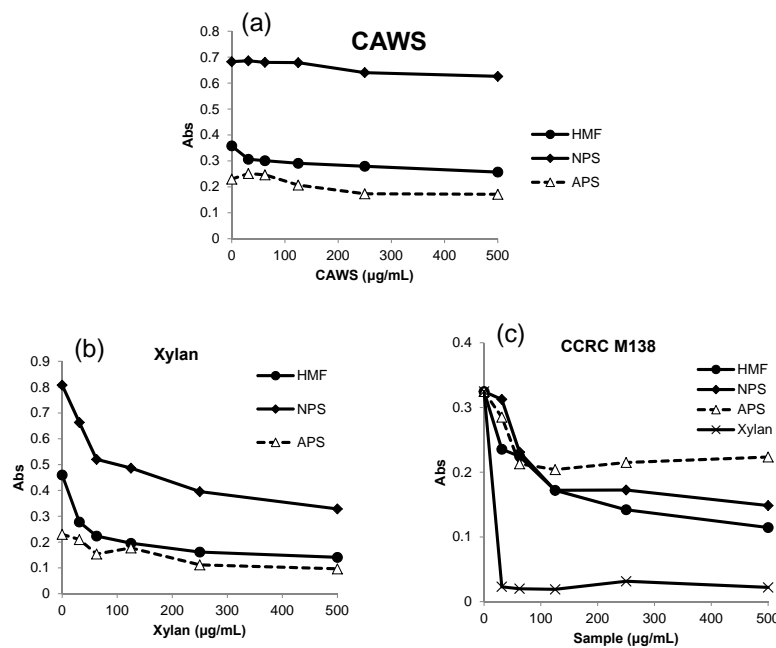 (a)
CAWS
0.8
0.7
0.6
0.5
0.4
0.3
0.2
0.1
0
Abs
0 100 200 300 400 500
CAWS (µg/mL)
HMF
NPS
APS
(b)
Xylan
0.9
0.8
0.7
0.6
0.5
0.4
0.3
0.2
0.1
0
Abs
0 100 200 300 400 500
Xylan (µg/mL)
HMF
NPS
APS
(c)
CCRC M138
0.4
0.3
0.2
0.1
0
Abs
0 100 200 300 400 500
Sample (µg/mL)
HMF
NPS
APS
Xylan